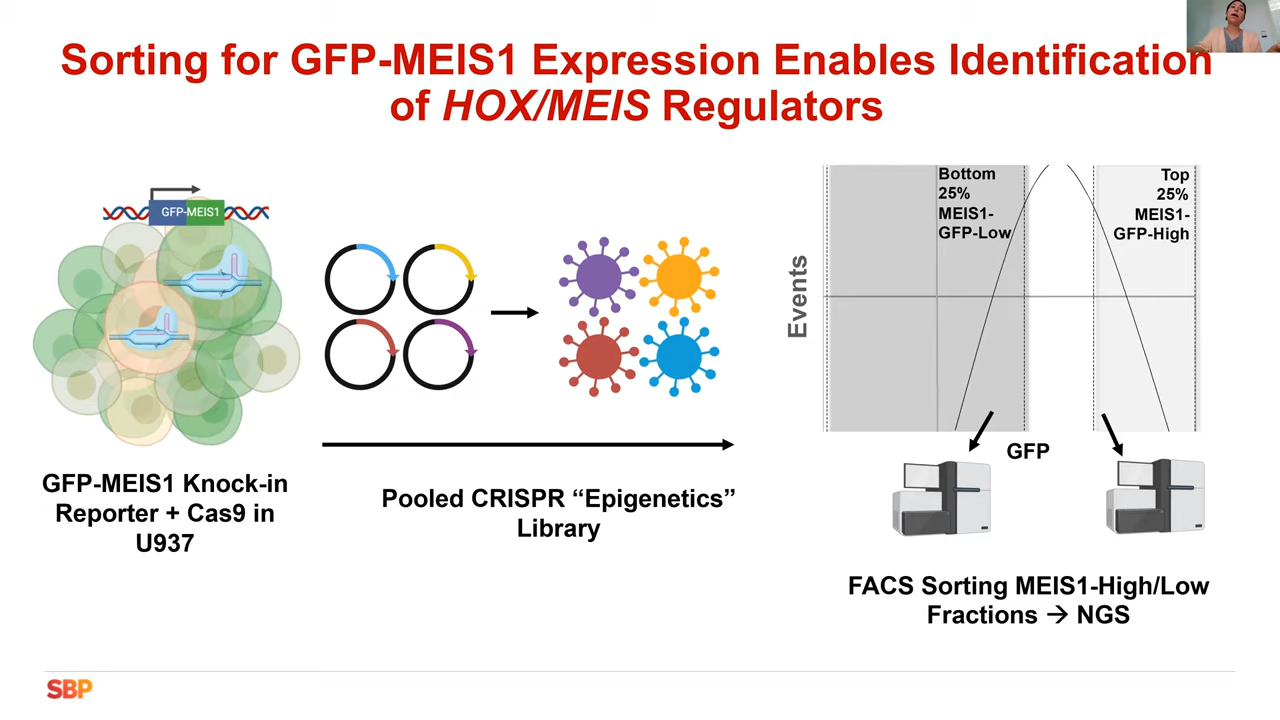 Sorting for GFP-MEIS1 Expression Enables Identification
of HOX/MEIS Regulators
GFP-MEIS1
GFP-MEIS1 Knock-in
Reporter + Cas9 in
U937
Pooled CRISPR “Epigenetics”
Library
Events
Bottom
25%
MEIS1-
GFP-Low
Top
25%
MEIS1-
GFP-High
GFP
FACS Sorting MEIS1-High/Low
Fractions → NGS
SBP